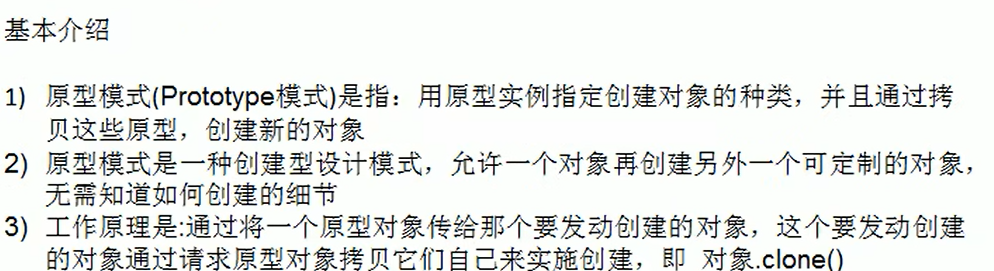 基本介绍
1) 原型模式(Prototype模式)是指：用原型实例指定创建对象的种类，并且通过拷
贝这些原型，创建新的对象
2) 原型模式是一种创建型设计模式，允许一个对象再创建另外一个可定制的对象，
无需知道如何创建的细节
3) 工作原理是:通过将一个原型对象传给那个要发动创建的对象，这个要发动创建
的对象通过请求原型对象拷贝它们自己来实施创建，即 对象.clone()